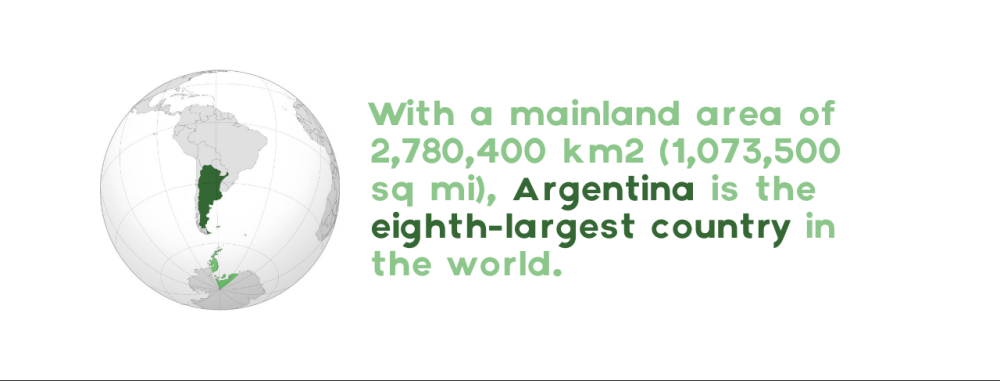 With a mainland area of
2,780,400 km2 (1,073,500
sq mi), Argentina is the
eighth-largest country in
the world.